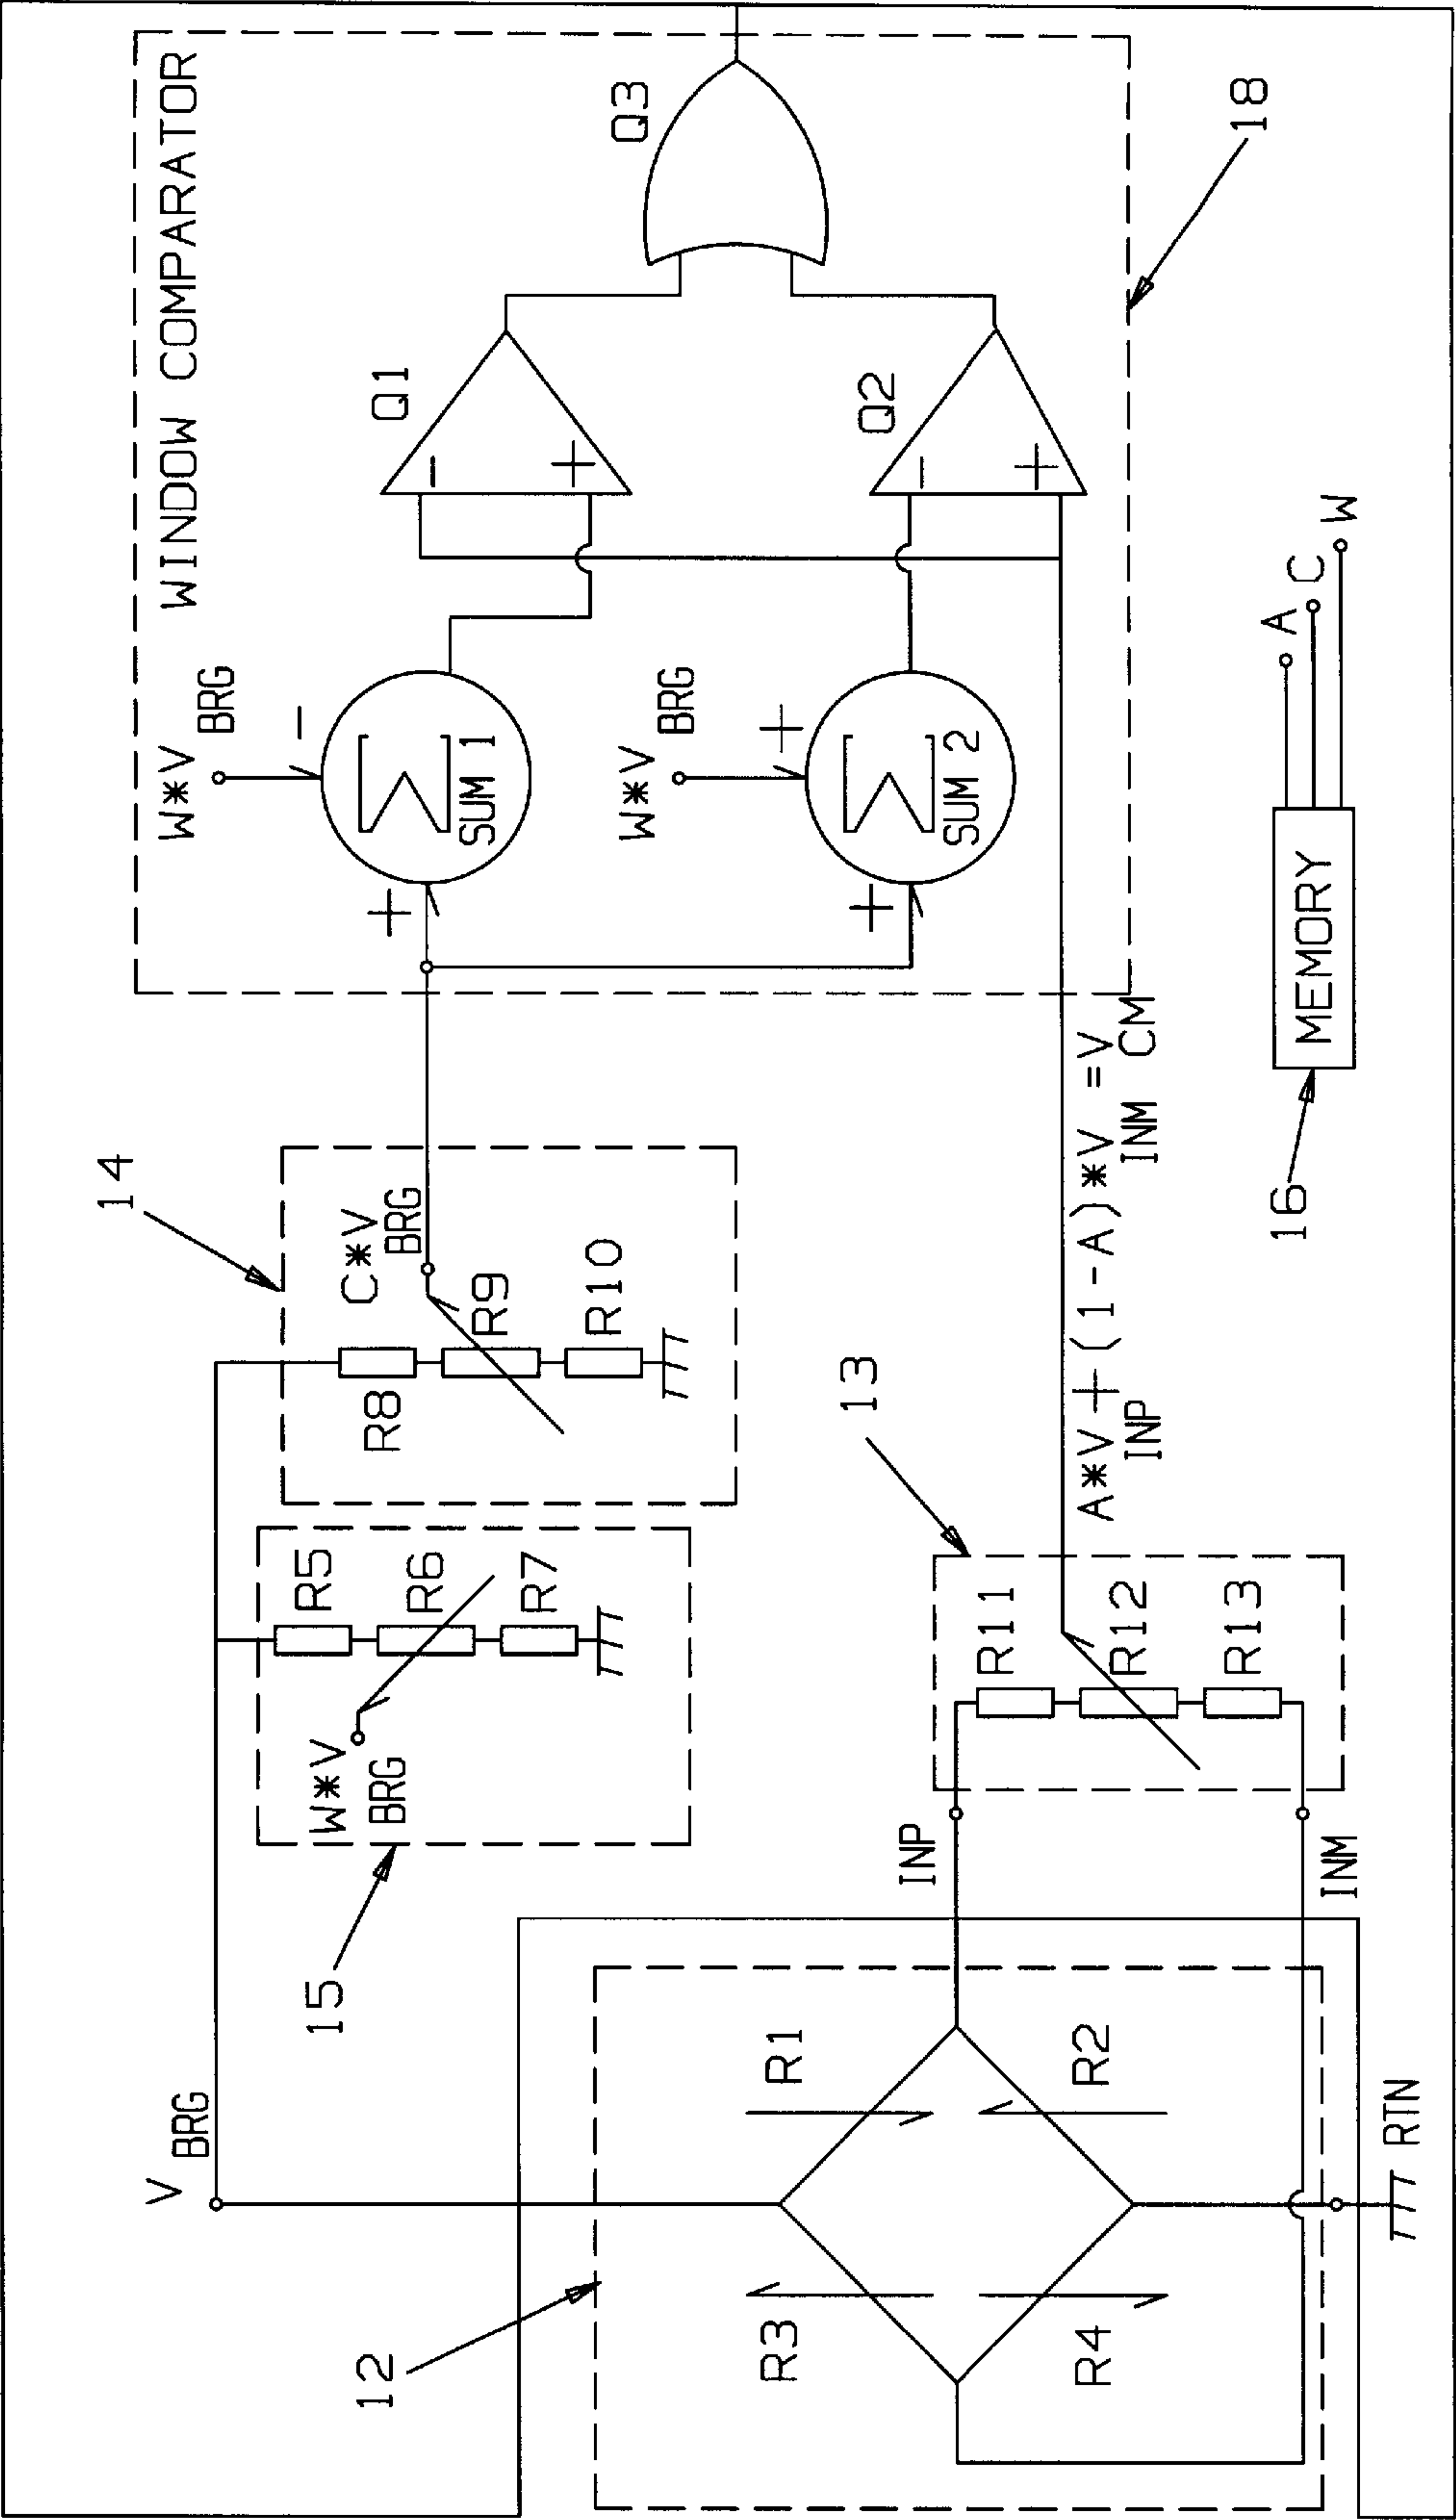 WINDOW COMPARATOR
Q3
Q1
Q2
18
W*V BRG
-
+
Σ
SUM 1
W*V BRG
+
+
Σ
SUM 2
-
+
-
+
14
C*V BRG
R8
R9
R10
15
W*V BRG
R5
R6
R7
13
R11
R12
R13
A*V INP + (1-A)*V INM =V CM
16
MEMORY
A
C
W
V BRG
12
R1
R2
R3
R4
INP
INM
RTN